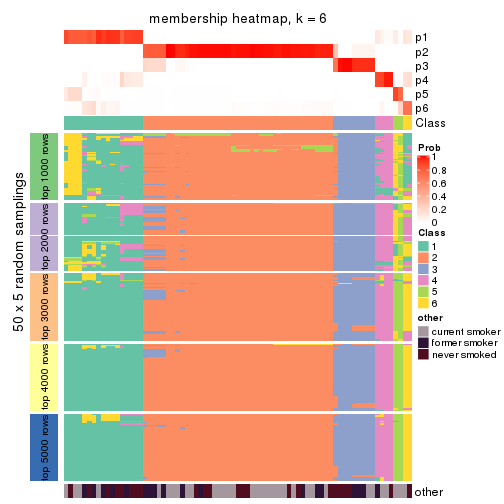 membership heatmap, k = 6
p1
p2
p3
p4
p5
p6
Class
50 x 5 random samplings
top 1000 rows
top 2000 rows
top 3000 rows
top 4000 rows
top 5000 rows
Prob
1
0.8
0.6
0.4
0.2
0
Class
1
2
3
4
5
6
other
current smoker
former smoker
never smoked
other